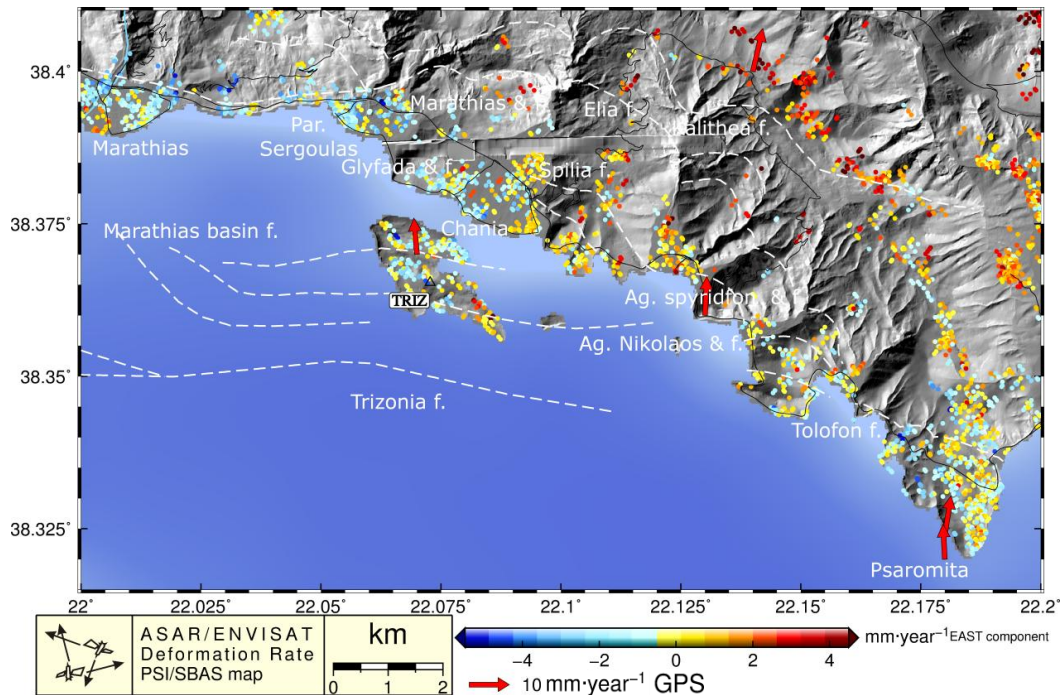 38.4˚
Marathias & f.
Elia f.
Kalithea f.
Par.
Sergoulas
Marathias
Glyfada & f.
Spilia f.
38.375˚
Chania
Marathias basin f.
TRIZ
Ag. spyridfon. & f.
Ag. Nikolaos & f.
38.35˚
Trizonia f.
Tolofon f.
38.325˚
Psaromita
22˚ 22.025˚ 22.05˚ 22.075˚ 22.1˚ 22.125˚ 22.15˚ 22.175˚ 22.2˚
ASAR/ENVISAT
Deformation Rate
PSI/SBAS map
km
0 1 2
mm·year⁻¹ EAST component
−4 −2 0 2 4
10 mm·year⁻¹ GPS